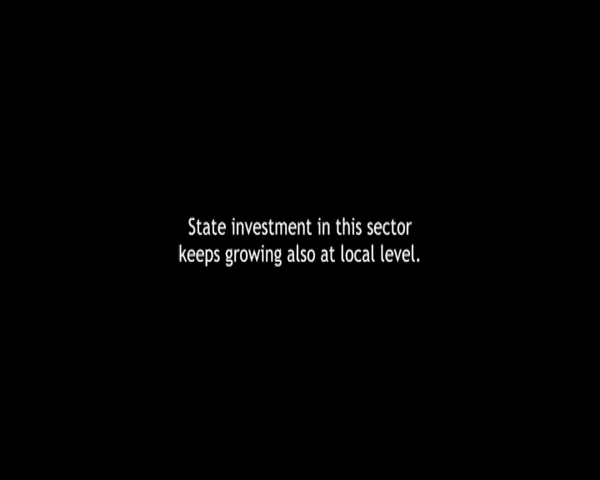 State investment in this sector
keeps growing also at local level.